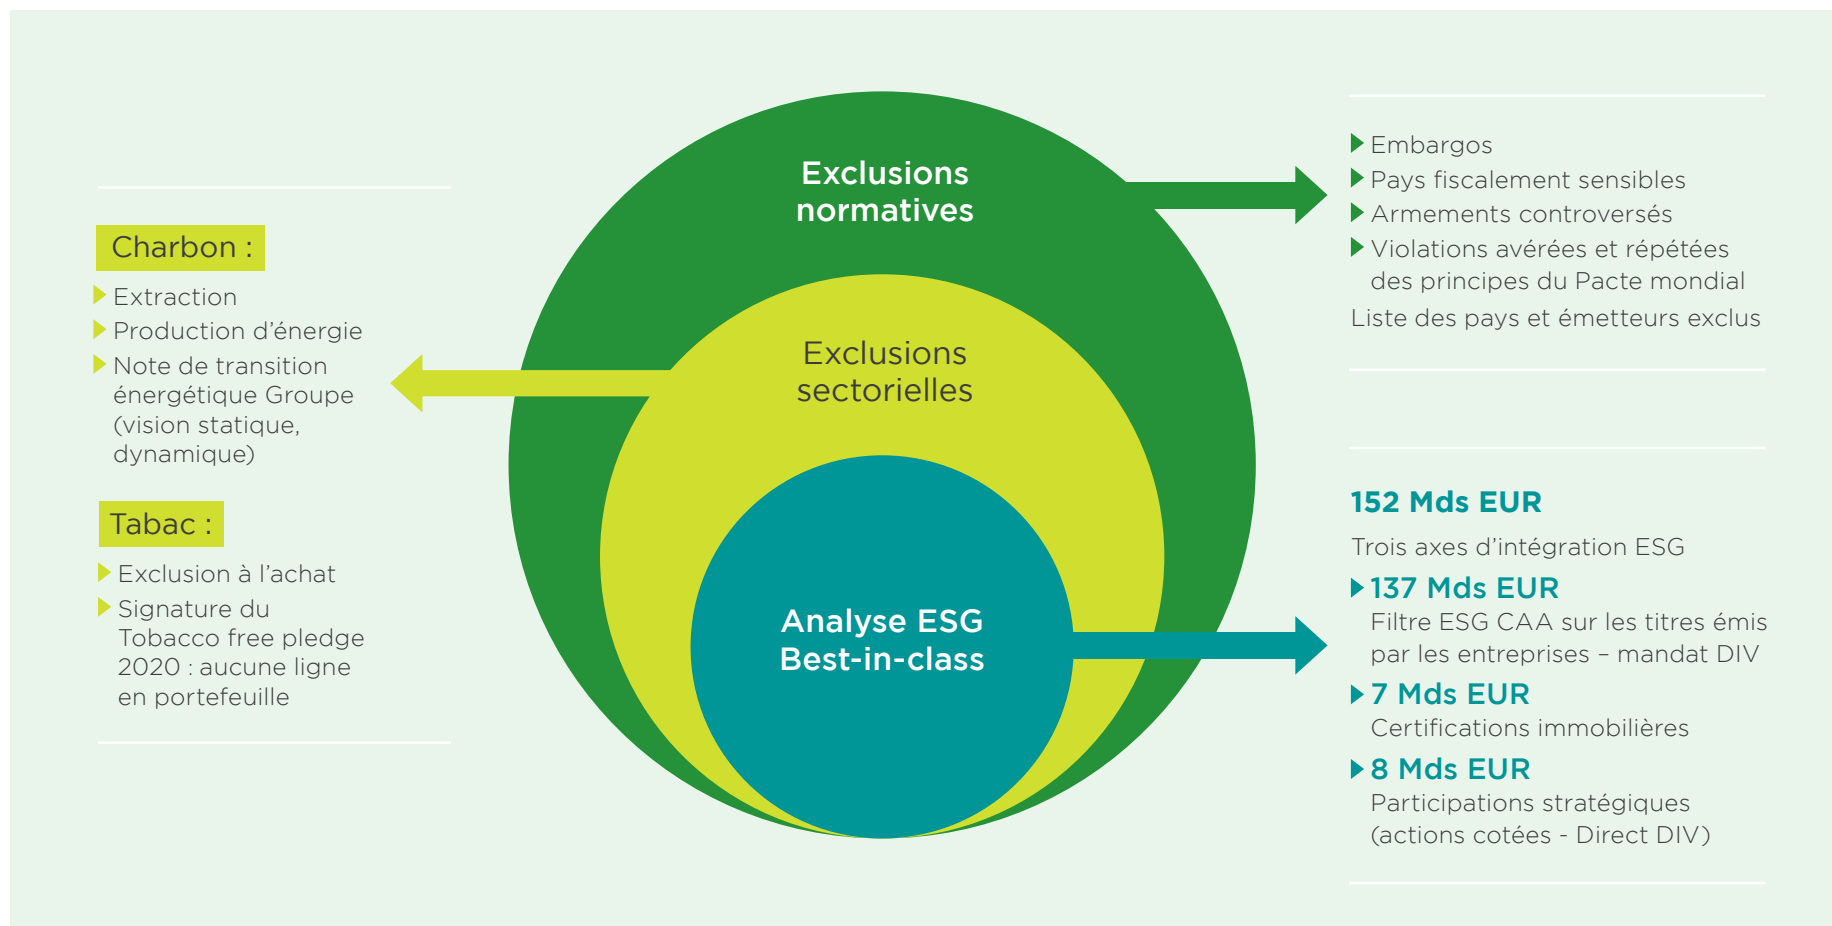 Exclusions
normatives
Embargos
Pays fiscalement sensibles
Armements controversés
Violations avérées et répétées
des principes du Pacte mondial
Liste des pays et émetteurs exclus
Exclusions
sectorielles
Charbon :
Extraction
Production d’énergie
Note de transition
énergétique Groupe
(vision statique,
dynamique)
Tabac :
Exclusion à l’achat
Signature du
Tobacco free pledge
2020 : aucune ligne
en portefeuille
Analyse ESG
Best-in-class
152 Mds EUR
Trois axes d’intégration ESG
137 Mds EUR
Filtre ESG CAA sur les titres émis
par les entreprises – mandat DIV
7 Mds EUR
Certifications immobilières
8 Mds EUR
Participations stratégiques
(actions cotées - Direct DIV)